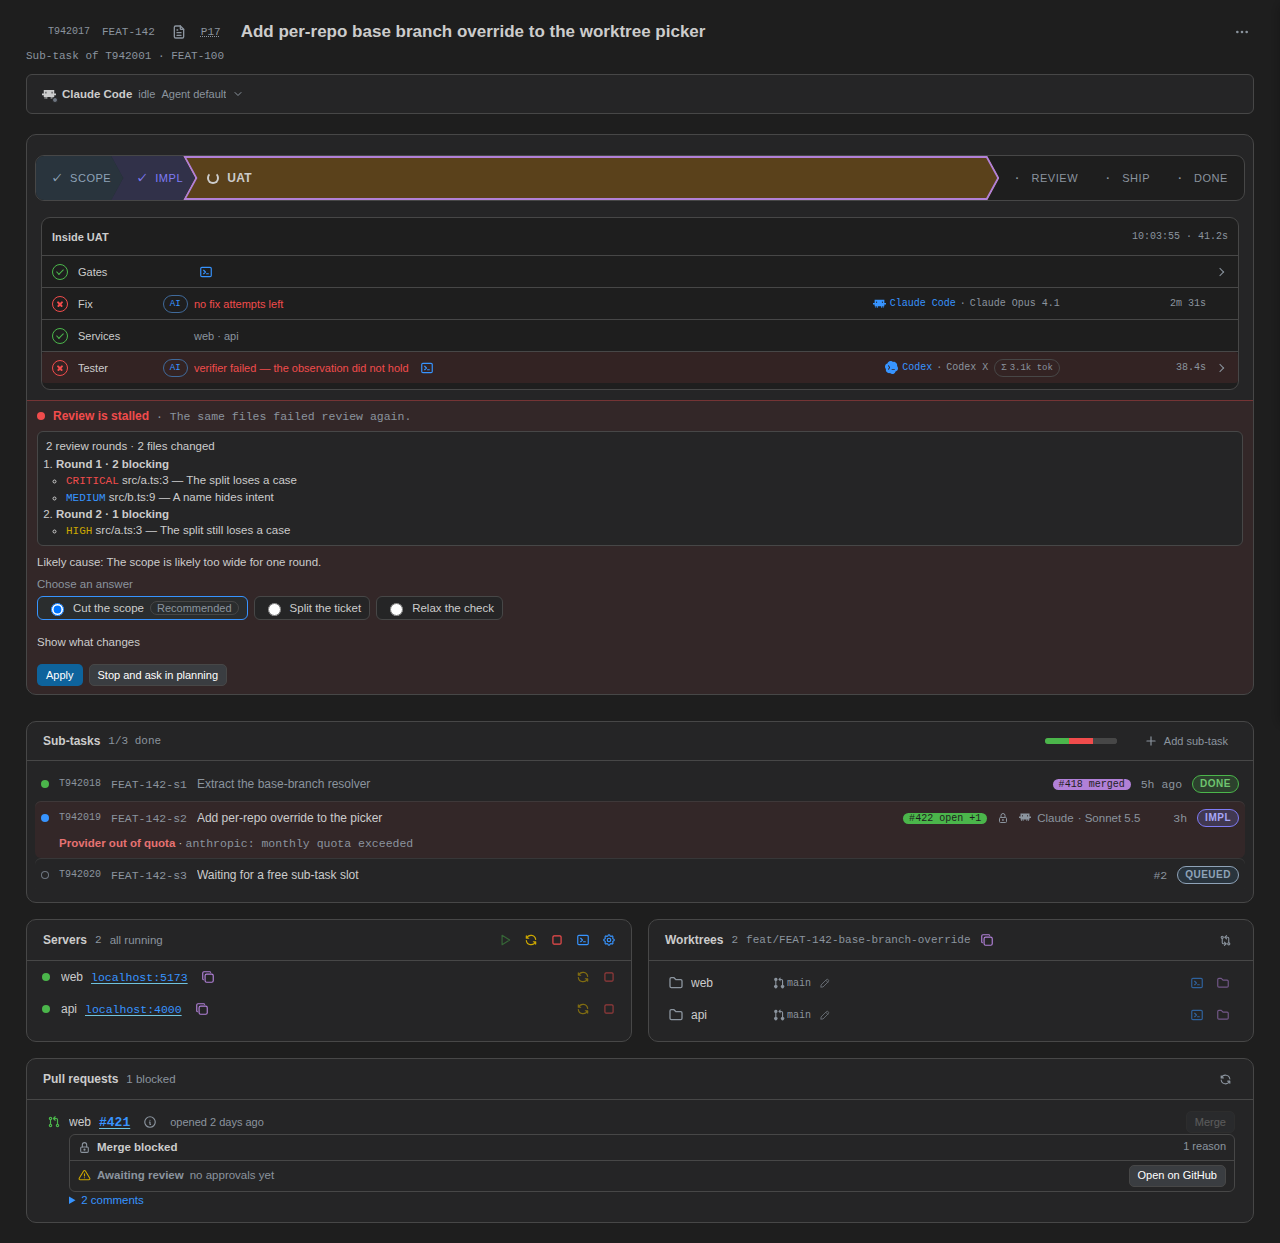 T942017 FEAT-142 P17 Add per-repo base branch override to the worktree picker
Sub-task of T942001 · FEAT-100
Claude Code idle Agent default
SCOPE IMPL UAT REVIEW SHIP DONE
Inside UAT 10:03:55 · 41.2s
Gates
Fix AI no fix attempts left Claude Code · Claude Opus 4.1 2m 31s
Services web · api
Tester AI verifier failed — the observation did not hold Codex · Codex X Σ 3.1k tok 38.4s
Review is stalled · The same files failed review again.
2 review rounds · 2 files changed
1. Round 1 · 2 blocking
CRITICAL src/a.ts:3 — The split loses a case
MEDIUM src/b.ts:9 — A name hides intent
2. Round 2 · 1 blocking
HIGH src/a.ts:3 — The split still loses a case
Likely cause: The scope is likely too wide for one round.
Choose an answer
Cut the scope Recommended Split the ticket Relax the check
Show what changes
Apply Stop and ask in planning
Sub-tasks 1/3 done Add sub-task
T942018 FEAT-142-s1 Extract the base-branch resolver #418 merged 5h ago DONE
T942019 FEAT-142-s2 Add per-repo override to the picker #422 open +1 Claude · Sonnet 5.5 3h IMPL
Provider out of quota · anthropic: monthly quota exceeded
T942020 FEAT-142-s3 Waiting for a free sub-task slot #2 QUEUED
Servers 2 all running
web localhost:5173
api localhost:4000
Worktrees 2 feat/FEAT-142-base-branch-override
web main
api main
Pull requests 1 blocked
web #421 opened 2 days ago Merge
Merge blocked 1 reason
Awaiting review no approvals yet Open on GitHub
2 comments